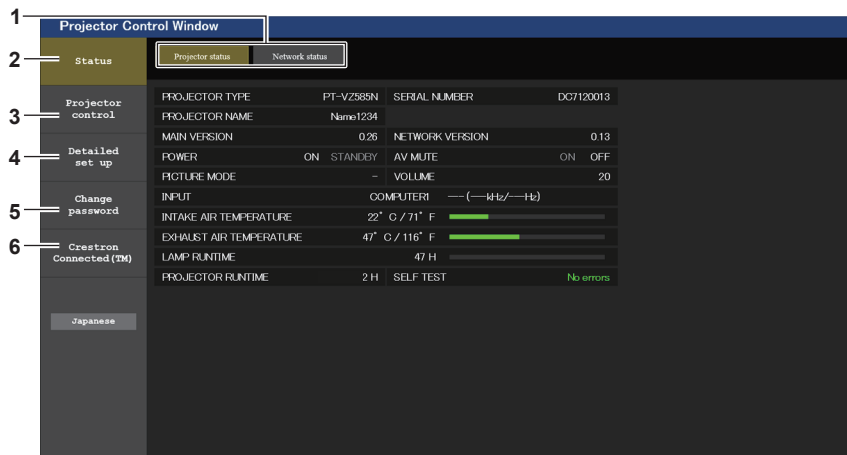 1
Projector Control Window
2
Status
Projector status
Network status
3
Projector
control
4
Detailed
set up
5
Change
password
6
Crestron
Connected(TM)
Japanese
PROJECTOR TYPE PT-VZ585N SERIAL NUMBER DC7120013
PROJECTOR NAME Name1234
MAIN VERSION 0.26 NETWORK VERSION 0.13
POWER ON STANDBY AV MUTE ON OFF
PICTURE MODE – VOLUME 20
INPUT COMPUTER1 ---(---kHz/---Hz)
INTAKE AIR TEMPERATURE 22° C / 71° F
EXHAUST AIR TEMPERATURE 47° C / 116° F
LAMP RUNTIME 47 H
PROJECTOR RUNTIME 2 H SELF TEST No errors